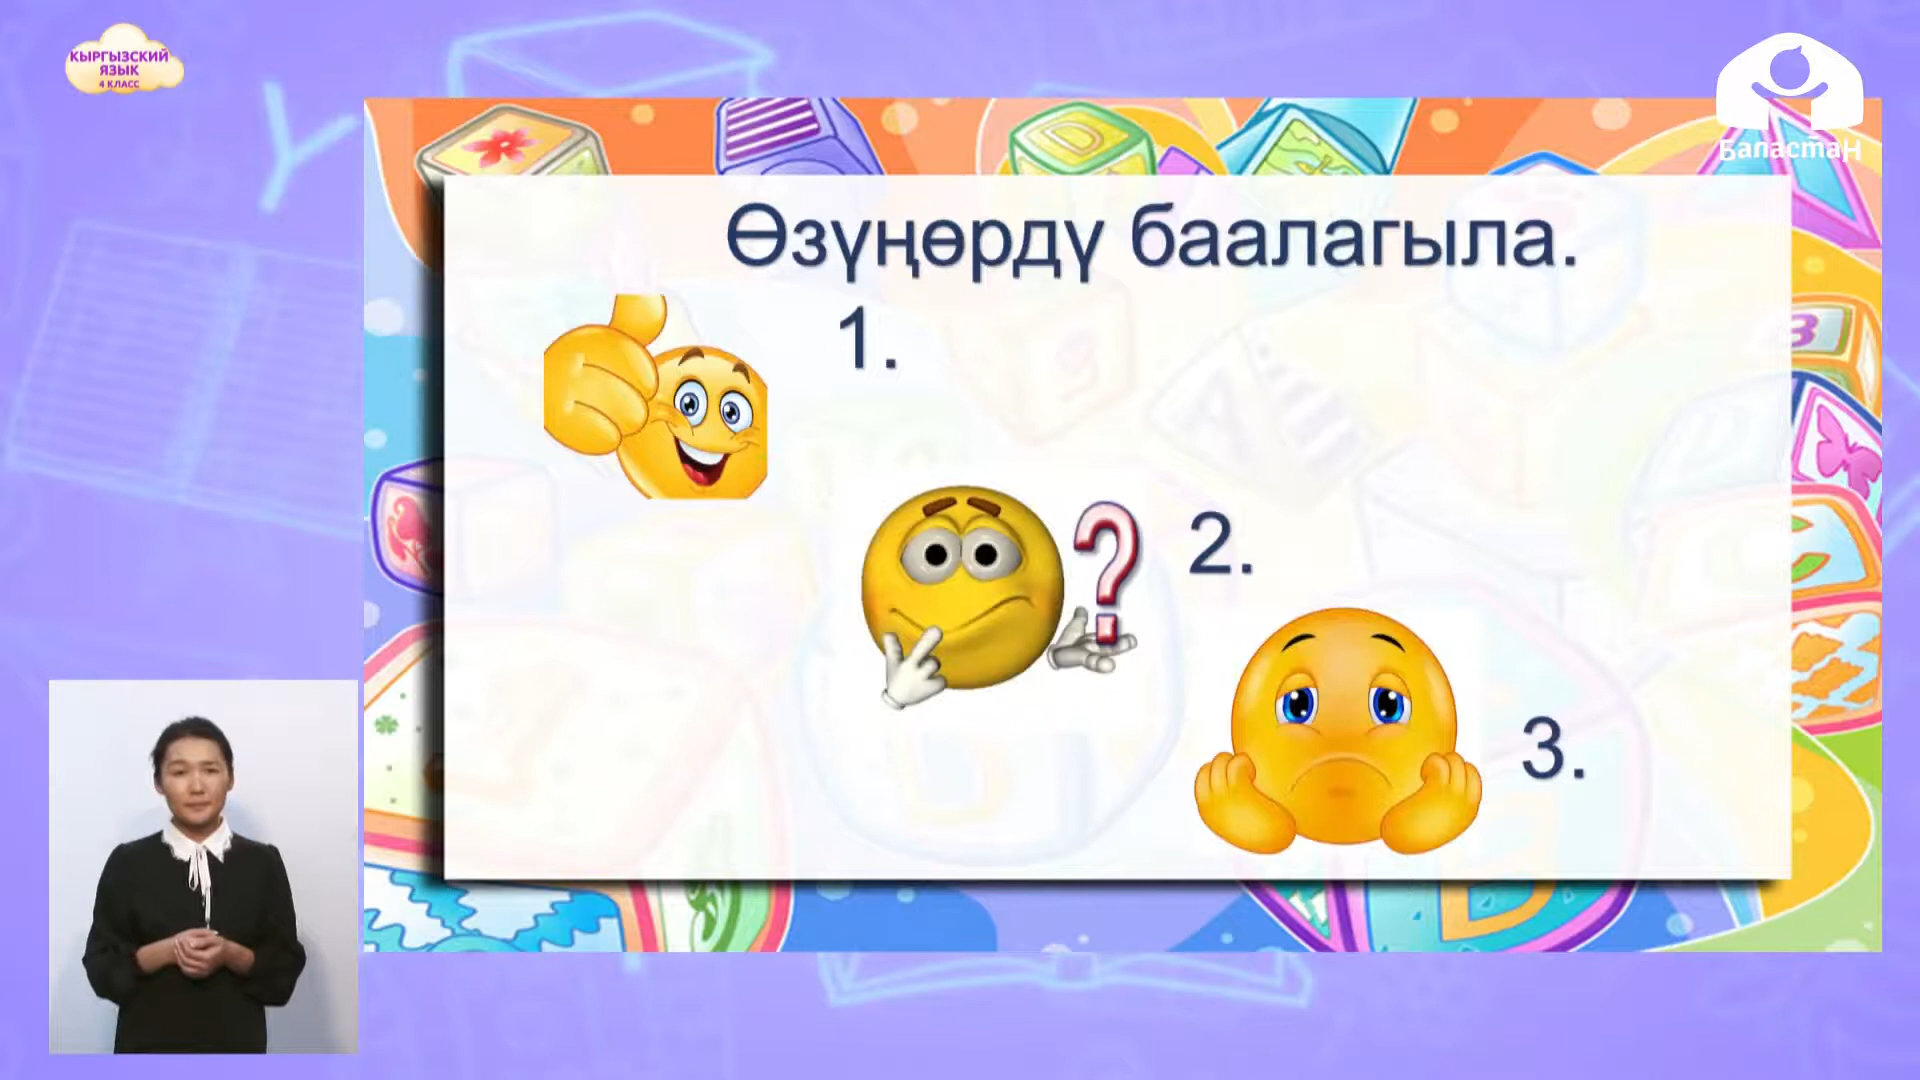 КЫРГЫЗСКИЙ
ЯЗЫК
4 КЛАСС
Баластан
Өзүңөрдү баалагыла.
1.
?
2.
3.